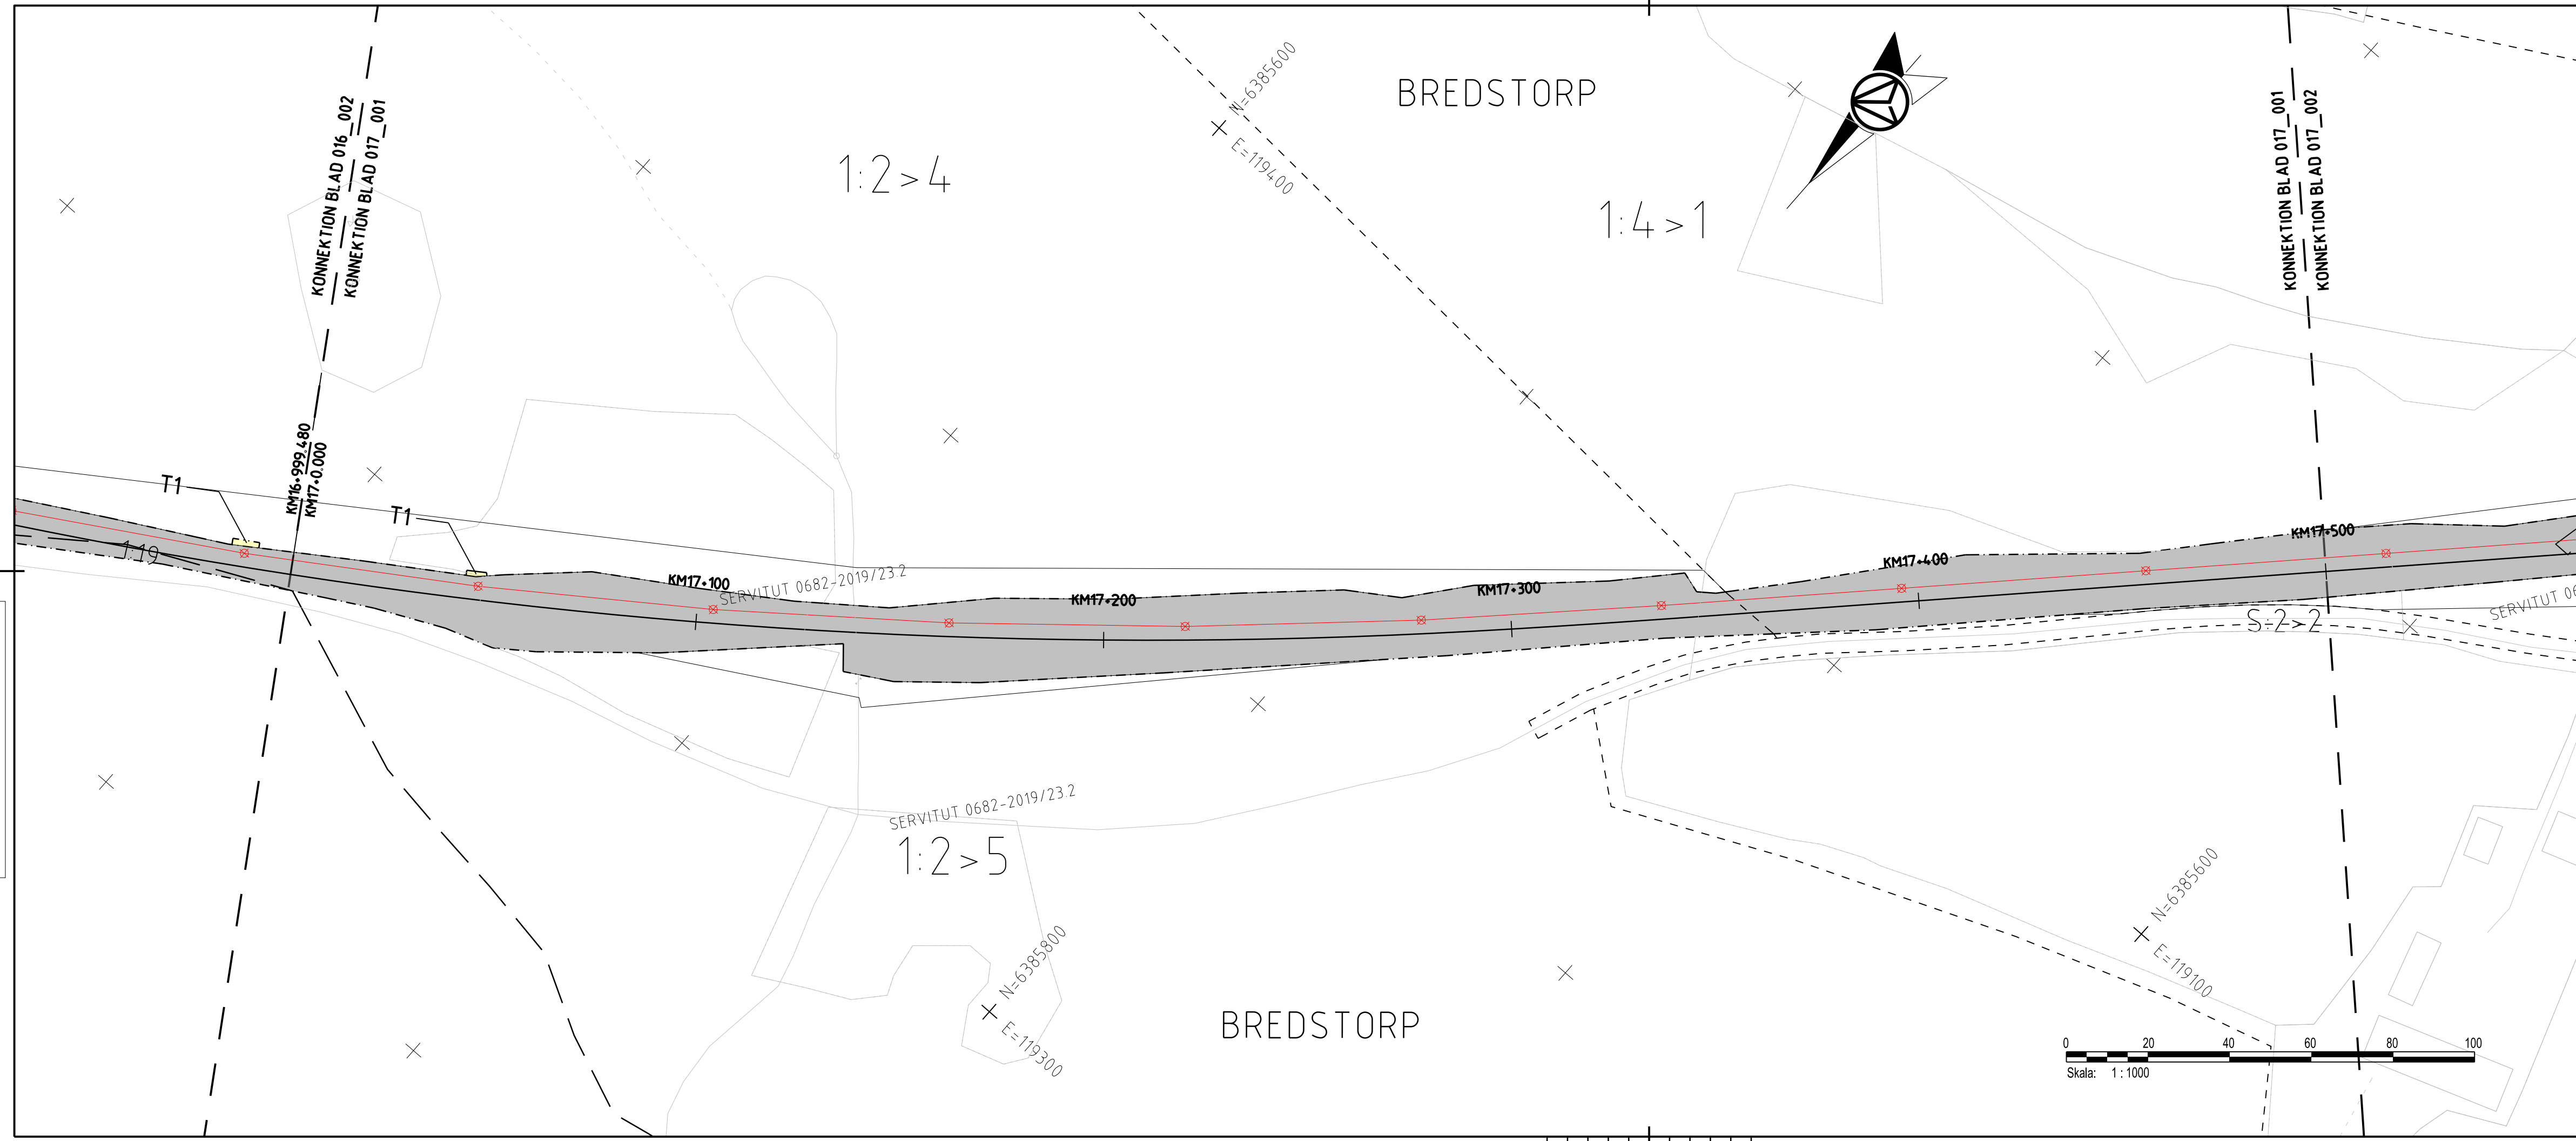 BREDSTORP
1:2>4
1:4>1
N=6385600
E=119400
KONNEKTION BLAD 016_002
KONNEKTION BLAD 017_001
KONNEKTION BLAD 017_001
KONNEKTION BLAD 017_002
KM16+999.480
KM17+0.000
T1
T1
1:19
KM17+100
SERVITUT 0682-2019/23.2
KM17+200
KM17+300
KM17+400
KM17+500
S:2>2
SERVITUT 0682-2019/23.2
1:2>5
N=6385800
E=119300
BREDSTORP
N=6385600
E=119100
0 20 40 60 80 100
Skala: 1 : 1000